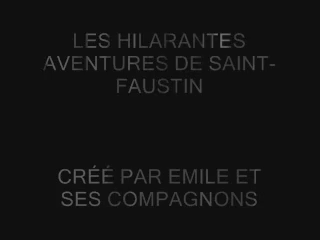 LES HILARANTES
AVENTURES DE SAINT-
FAUSTIN
CRÉÉ PAR EMILE ET
SES COMPAGNONS